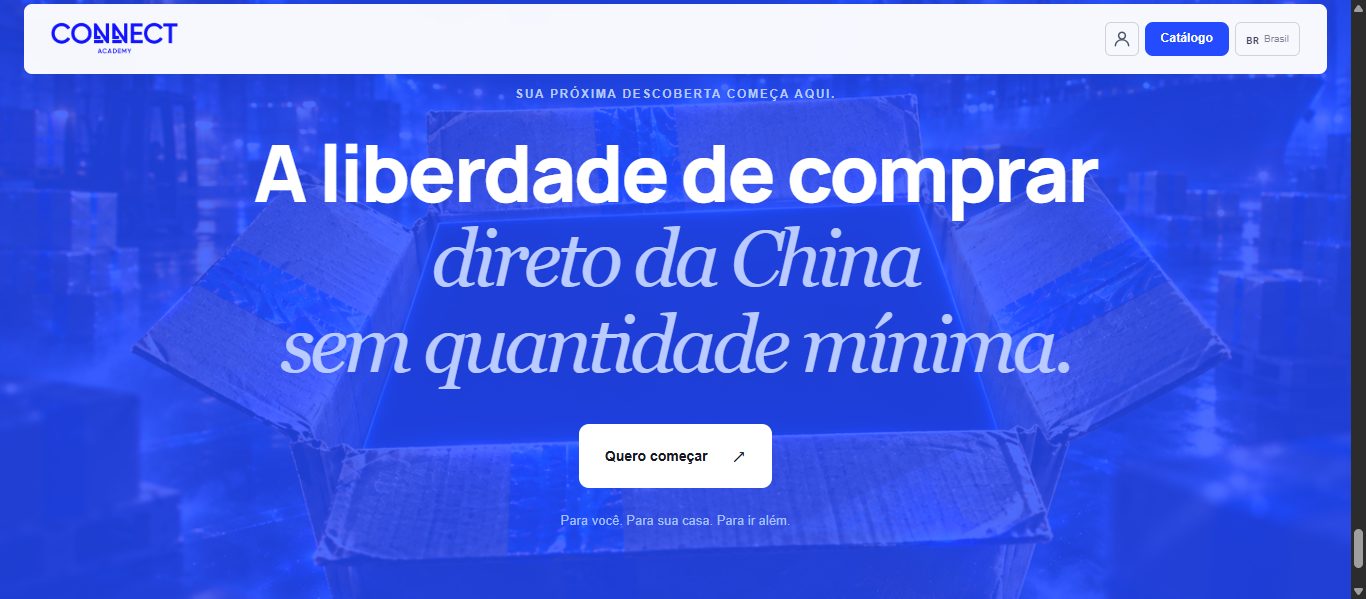 CONNECT
ACADEMY
Catálogo
BR Brasil
SUA PRÓXIMA DESCOBERTA COMEÇA AQUI.
A liberdade de comprar
direto da China
sem quantidade mínima.
Quero começar ↗
Para você. Para sua casa. Para ir além.